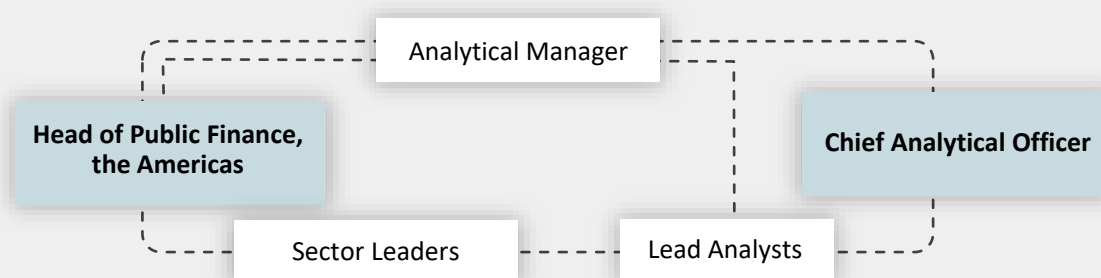 Analytical Manager
Head of Public Finance,
the Americas
Chief Analytical Officer
Sector Leaders
Lead Analysts